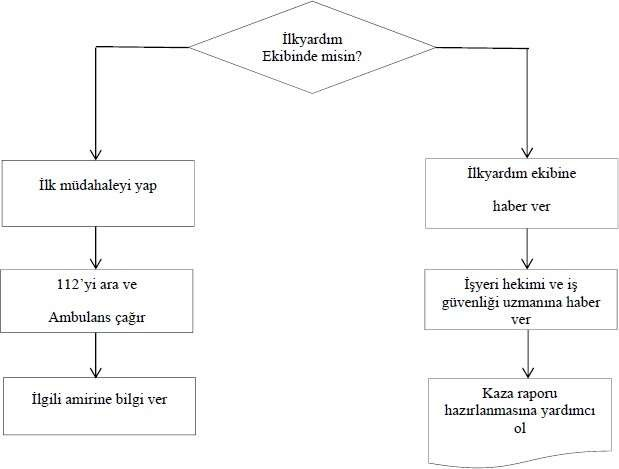 İlkyardım
Ekibinde misin?
İlk müdahaleyi yap
İlkyardım ekibine
haber ver
112’yi ara ve
Ambulans çağır
İşyeri hekimi ve iş
güvenliği uzmanına haber
ver
İlgili amirine bilgi ver
Kaza raporu
hazırlanmasına yardımcı
ol